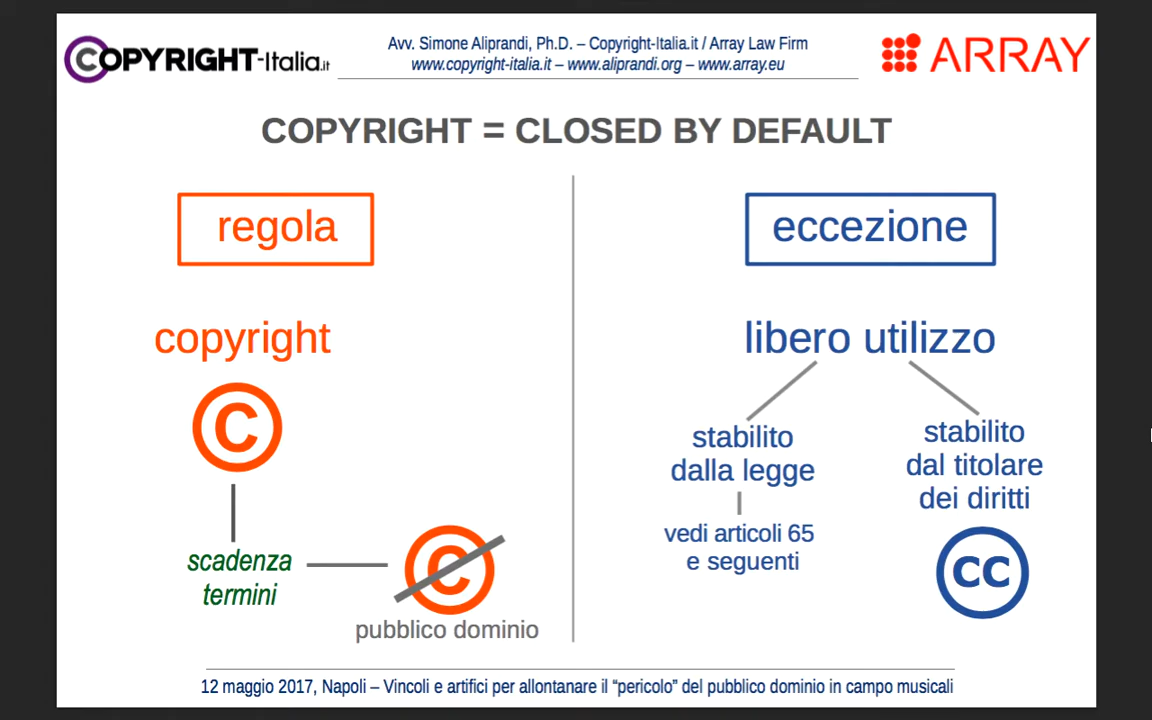 COPYRIGHT-Italia.it
Avv. Simone Aliprandi, Ph.D. – Copyright-Italia.it / Array Law Firm
www.copyright-italia.it – www.aliprandi.org – www.array.eu
ARRAY
COPYRIGHT = CLOSED BY DEFAULT
regola
copyright
C
scadenza
termini
C
pubblico dominio
eccezione
libero utilizzo
stabilito
dalla legge
vedi articoli 65
e seguenti
stabilito
dal titolare
dei diritti
CC
12 maggio 2017, Napoli – Vincoli e artifici per allontanare il “pericolo” del pubblico dominio in campo musicali